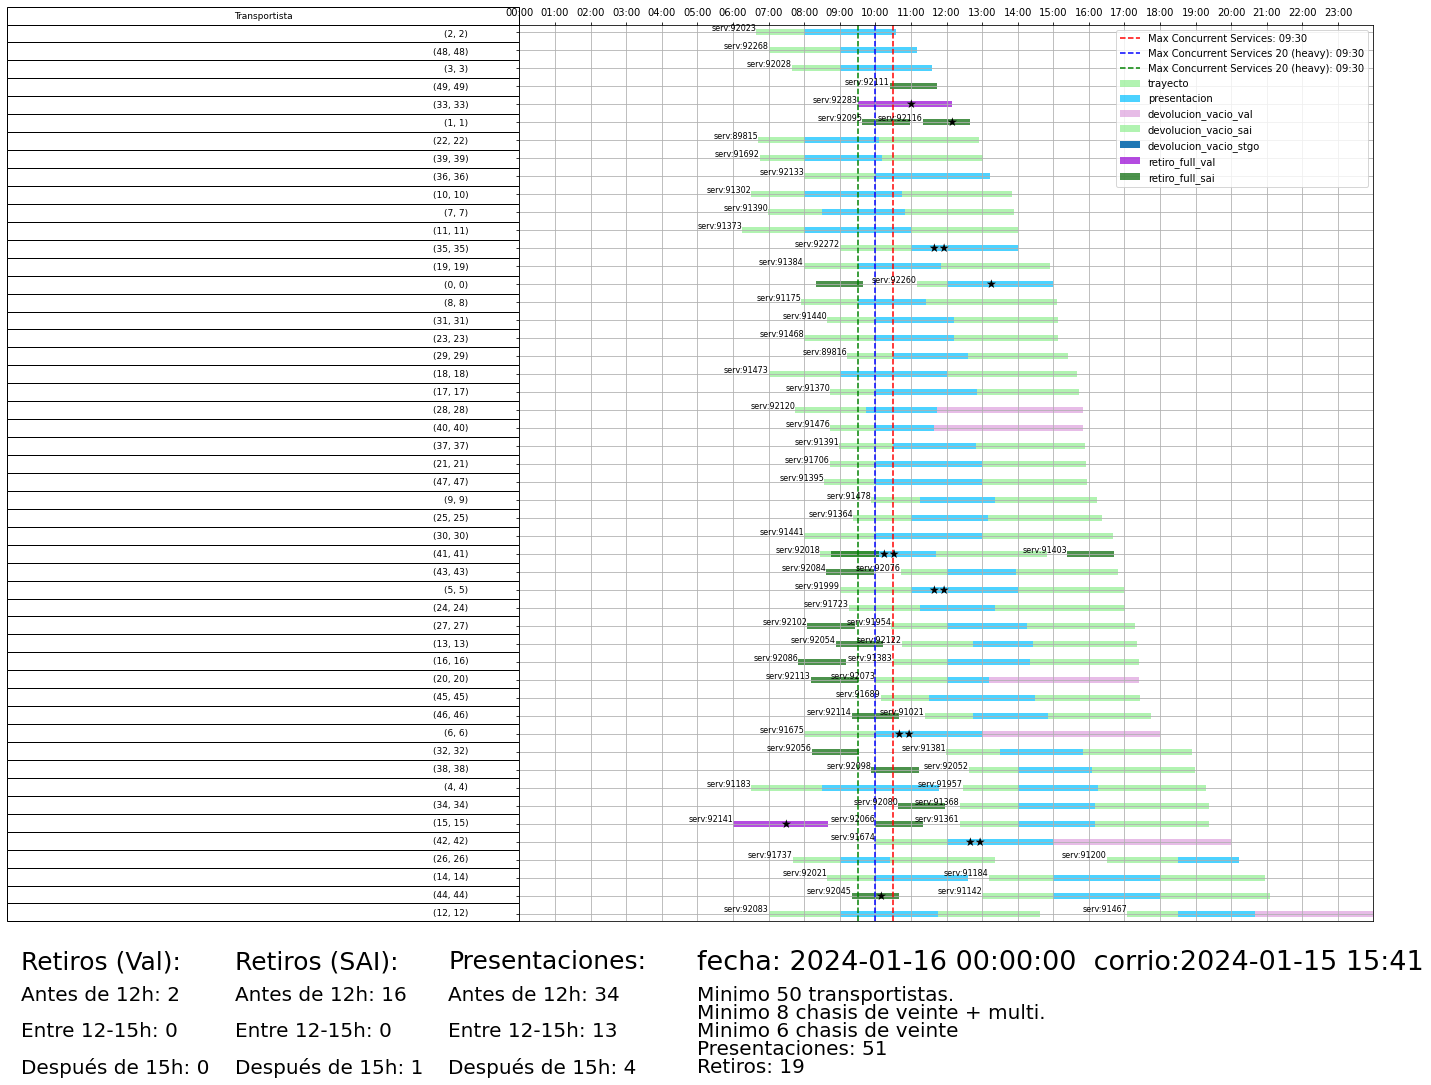 Transportista
00:00 01:00 02:00 03:00 04:00 05:00 06:00 07:00 08:00 09:00 10:00 11:00 12:00 13:00 14:00 15:00 16:00 17:00 18:00 19:00 20:00 21:00 22:00 23:00
Max Concurrent Services: 09:30
Max Concurrent Services 20 (heavy): 09:30
Max Concurrent Services 20 (heavy): 09:30
trayecto
presentacion
devolucion_vacio_val
devolucion_vacio_sai
devolucion_vacio_stgo
retiro_full_val
retiro_full_sai
(2, 2) serv:92023
(48, 48) serv:92268
(3, 3) serv:92028
(49, 49) serv:92111
(33, 33) serv:92283
(1, 1) serv:92095 serv:92116
(22, 22) serv:89815
(39, 39) serv:91692
(36, 36) serv:92133
(10, 10) serv:91302
(7, 7) serv:91390
(11, 11) serv:91373
(35, 35) serv:92272
(19, 19) serv:91384
(0, 0) serv:92260
(8, 8) serv:91175
(31, 31) serv:91440
(23, 23) serv:91468
(29, 29) serv:89816
(18, 18) serv:91473
(17, 17) serv:91370
(28, 28) serv:92120
(40, 40) serv:91476
(37, 37) serv:91391
(21, 21) serv:91706
(47, 47) serv:91395
(9, 9) serv:91478
(25, 25) serv:91364
(30, 30) serv:91441
(41, 41) serv:92018 serv:91403
(43, 43) serv:92084 serv:92076
(5, 5) serv:91999
(24, 24) serv:91723
(27, 27) serv:92102 serv:91954
(13, 13) serv:92054 serv:92122
(16, 16) serv:92086 serv:91383
(20, 20) serv:92113 serv:92073
(45, 45) serv:91689
(46, 46) serv:92114 serv:91021
(6, 6) serv:91675
(32, 32) serv:92056 serv:91381
(38, 38) serv:92098 serv:92052
(4, 4) serv:91183 serv:91957
(34, 34) serv:92080 serv:91368
(15, 15) serv:92141 serv:92066 serv:91361
(42, 42) serv:91674
(26, 26) serv:91737 serv:91200
(14, 14) serv:92021 serv:91184
(44, 44) serv:92045 serv:91142
(12, 12) serv:92083 serv:91467
Retiros (Val):
Antes de 12h: 2
Entre 12-15h: 0
Después de 15h: 0
Retiros (SAI):
Antes de 12h: 16
Entre 12-15h: 0
Después de 15h: 1
Presentaciones:
Antes de 12h: 34
Entre 12-15h: 13
Después de 15h: 4
fecha: 2024-01-16 00:00:00 corrio:2024-01-15 15:41
Minimo 50 transportistas.
Minimo 8 chasis de veinte + multi.
Minimo 6 chasis de veinte
Presentaciones: 51
Retiros: 19